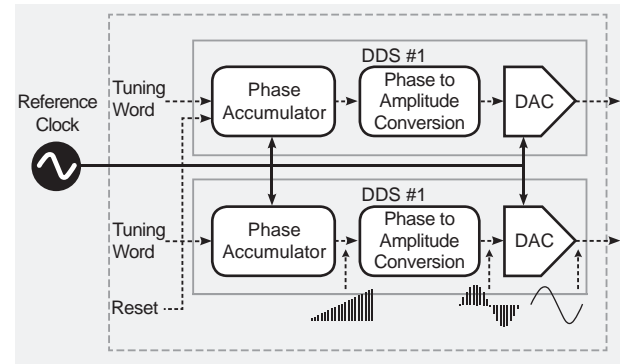 DDS #1
Tuning
Word
Phase
Accumulator
Phase to
Amplitude
Conversion
DAC
Reference
Clock
DDS #1
Tuning
Word
Phase
Accumulator
Phase to
Amplitude
Conversion
DAC
Reset